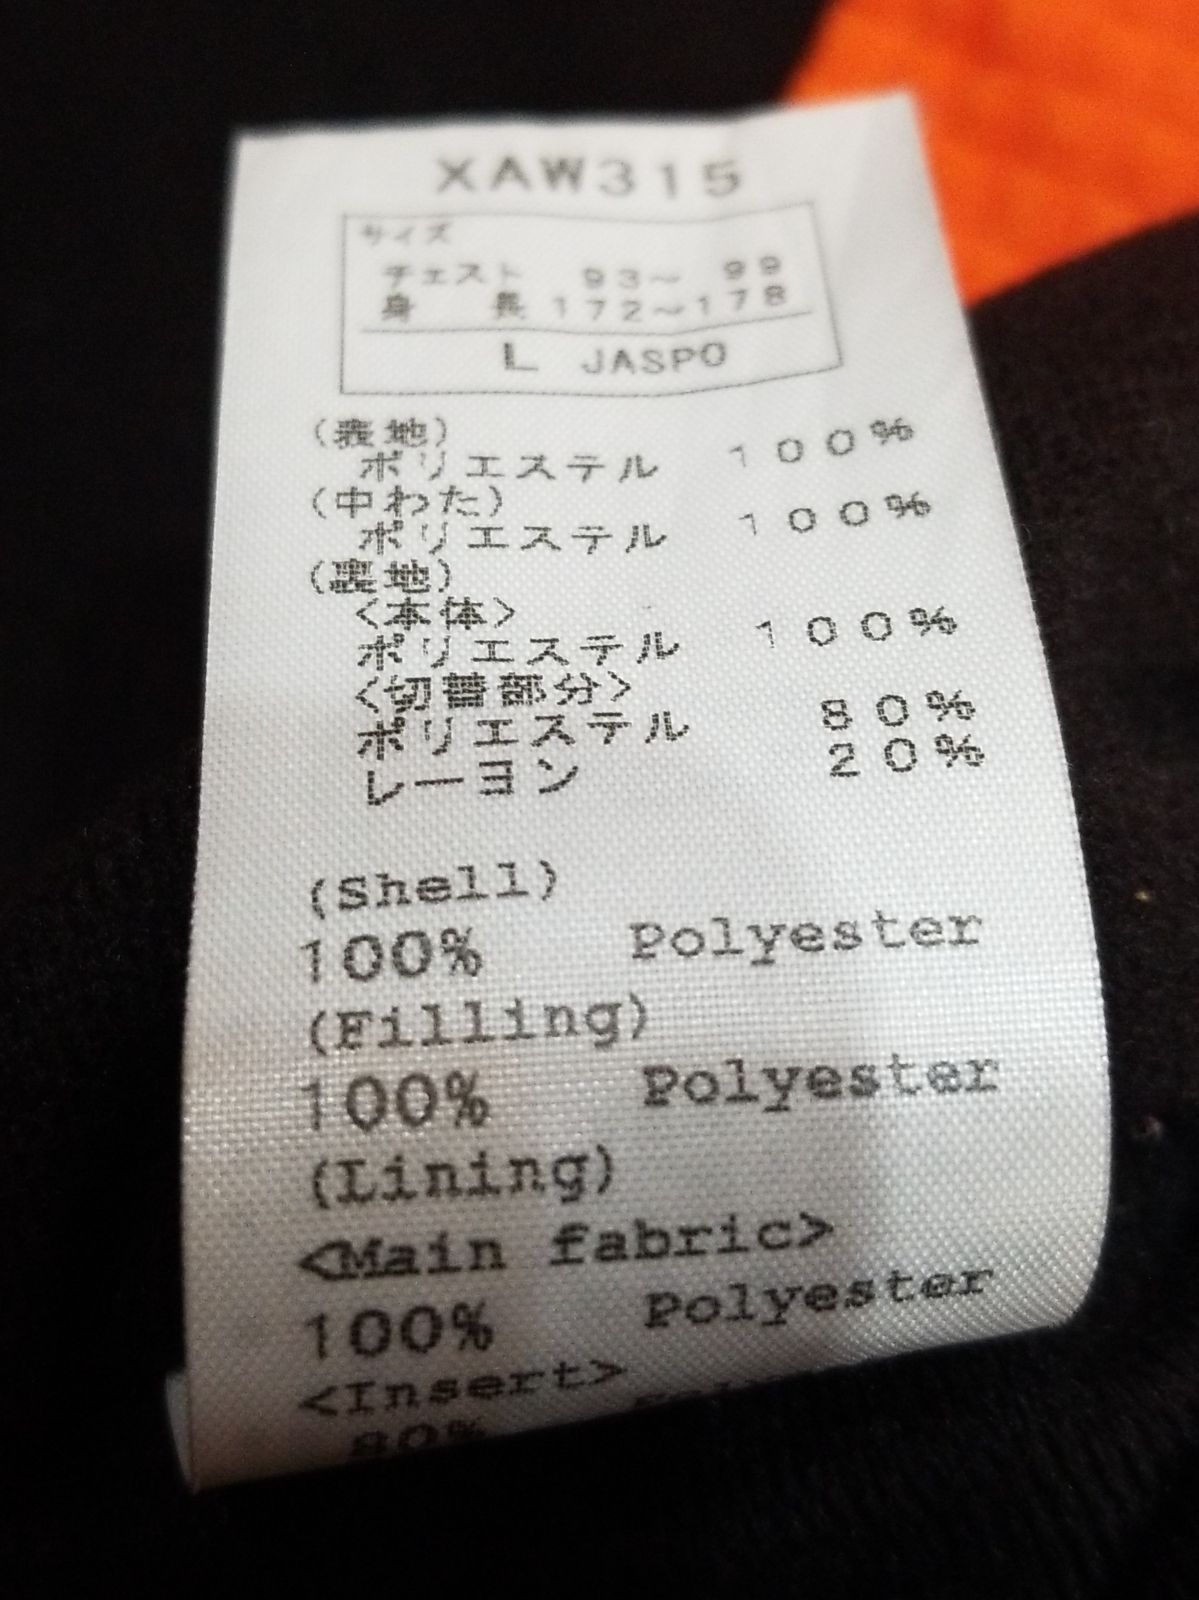 XAW315
サイズ
チェスト 93～ 99
身 長 172～178
L JASPO
(表地)
ポリエステル 100%
(中わた)
ポリエステル 100%
(裏地)
<本体>
ポリエステル 100%
<切替部分>
ポリエステル 80%
レーヨン 20%
(Shell)
100% Polyester
(Filling)
100% Polyester
(Lining)
<Main fabric>
100% Polyester
<Insert>
80%